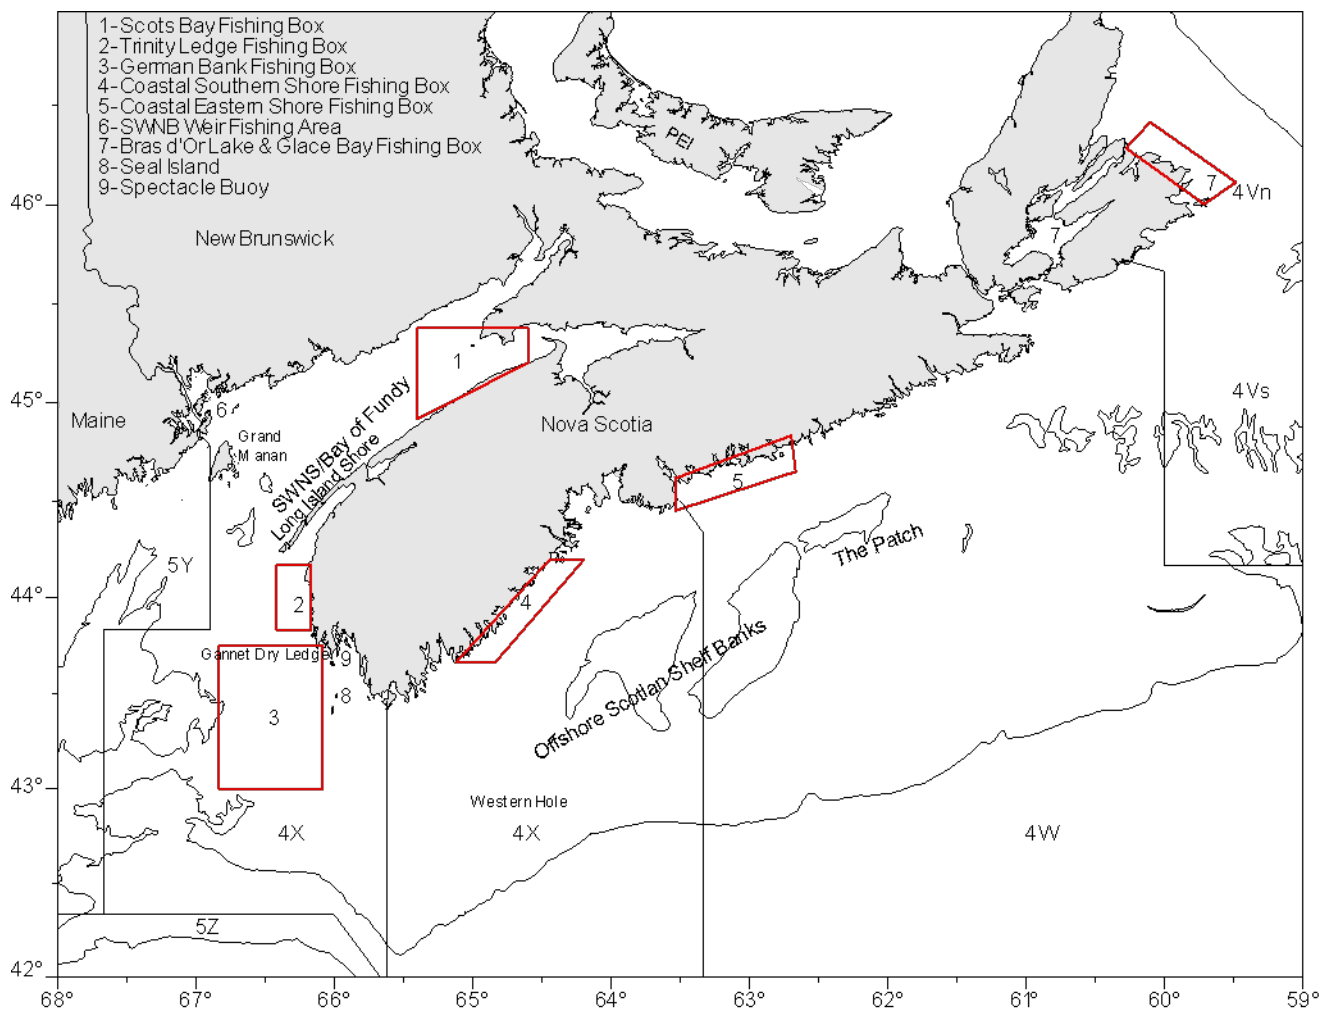 1-Scots Bay Fishing Box
2-Trinity Ledge Fishing Box
3-German Bank Fishing Box
4-Coastal Southern Shore Fishing Box
5-Coastal Eastern Shore Fishing Box
6-SWNB Weir Fishing Area
7-Bras d'Or Lake & Glace Bay Fishing Box
8-Seal Island
9-Spectacle Buoy
PEI
7
4Vn
46°
New Brunswick
7
1
45°
Maine
6
Grand
Manan
SWNS/Bay of Fundy
Long Island Shore
Nova Scotia
4Vs
5
The Patch
5Y
44°
2
4
Gannet Dry Ledge
9
8
3
Offshore Scotian Shelf Banks
43°
Western Hole
4X
4X
4W
5Z
42°
68°
67°
66°
65°
64°
63°
62°
61°
60°
59°